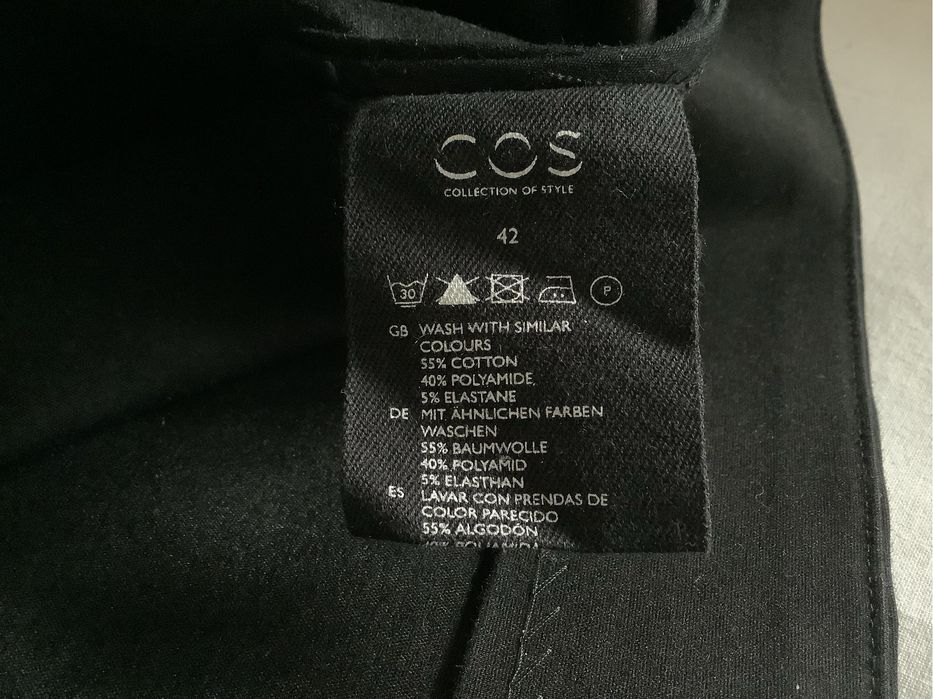 COS
COLLECTION OF STYLE
42
30
P
GB WASH WITH SIMILAR
COLOURS
55% COTTON
40% POLYAMIDE,
5% ELASTANE
DE MIT ÄHNLICHEN FARBEN
WASCHEN
55% BAUMWOLLE
40% POLYAMID
5% ELASTHAN
ES LAVAR CON PRENDAS DE
COLOR PARECIDO
55% ALGODÓN